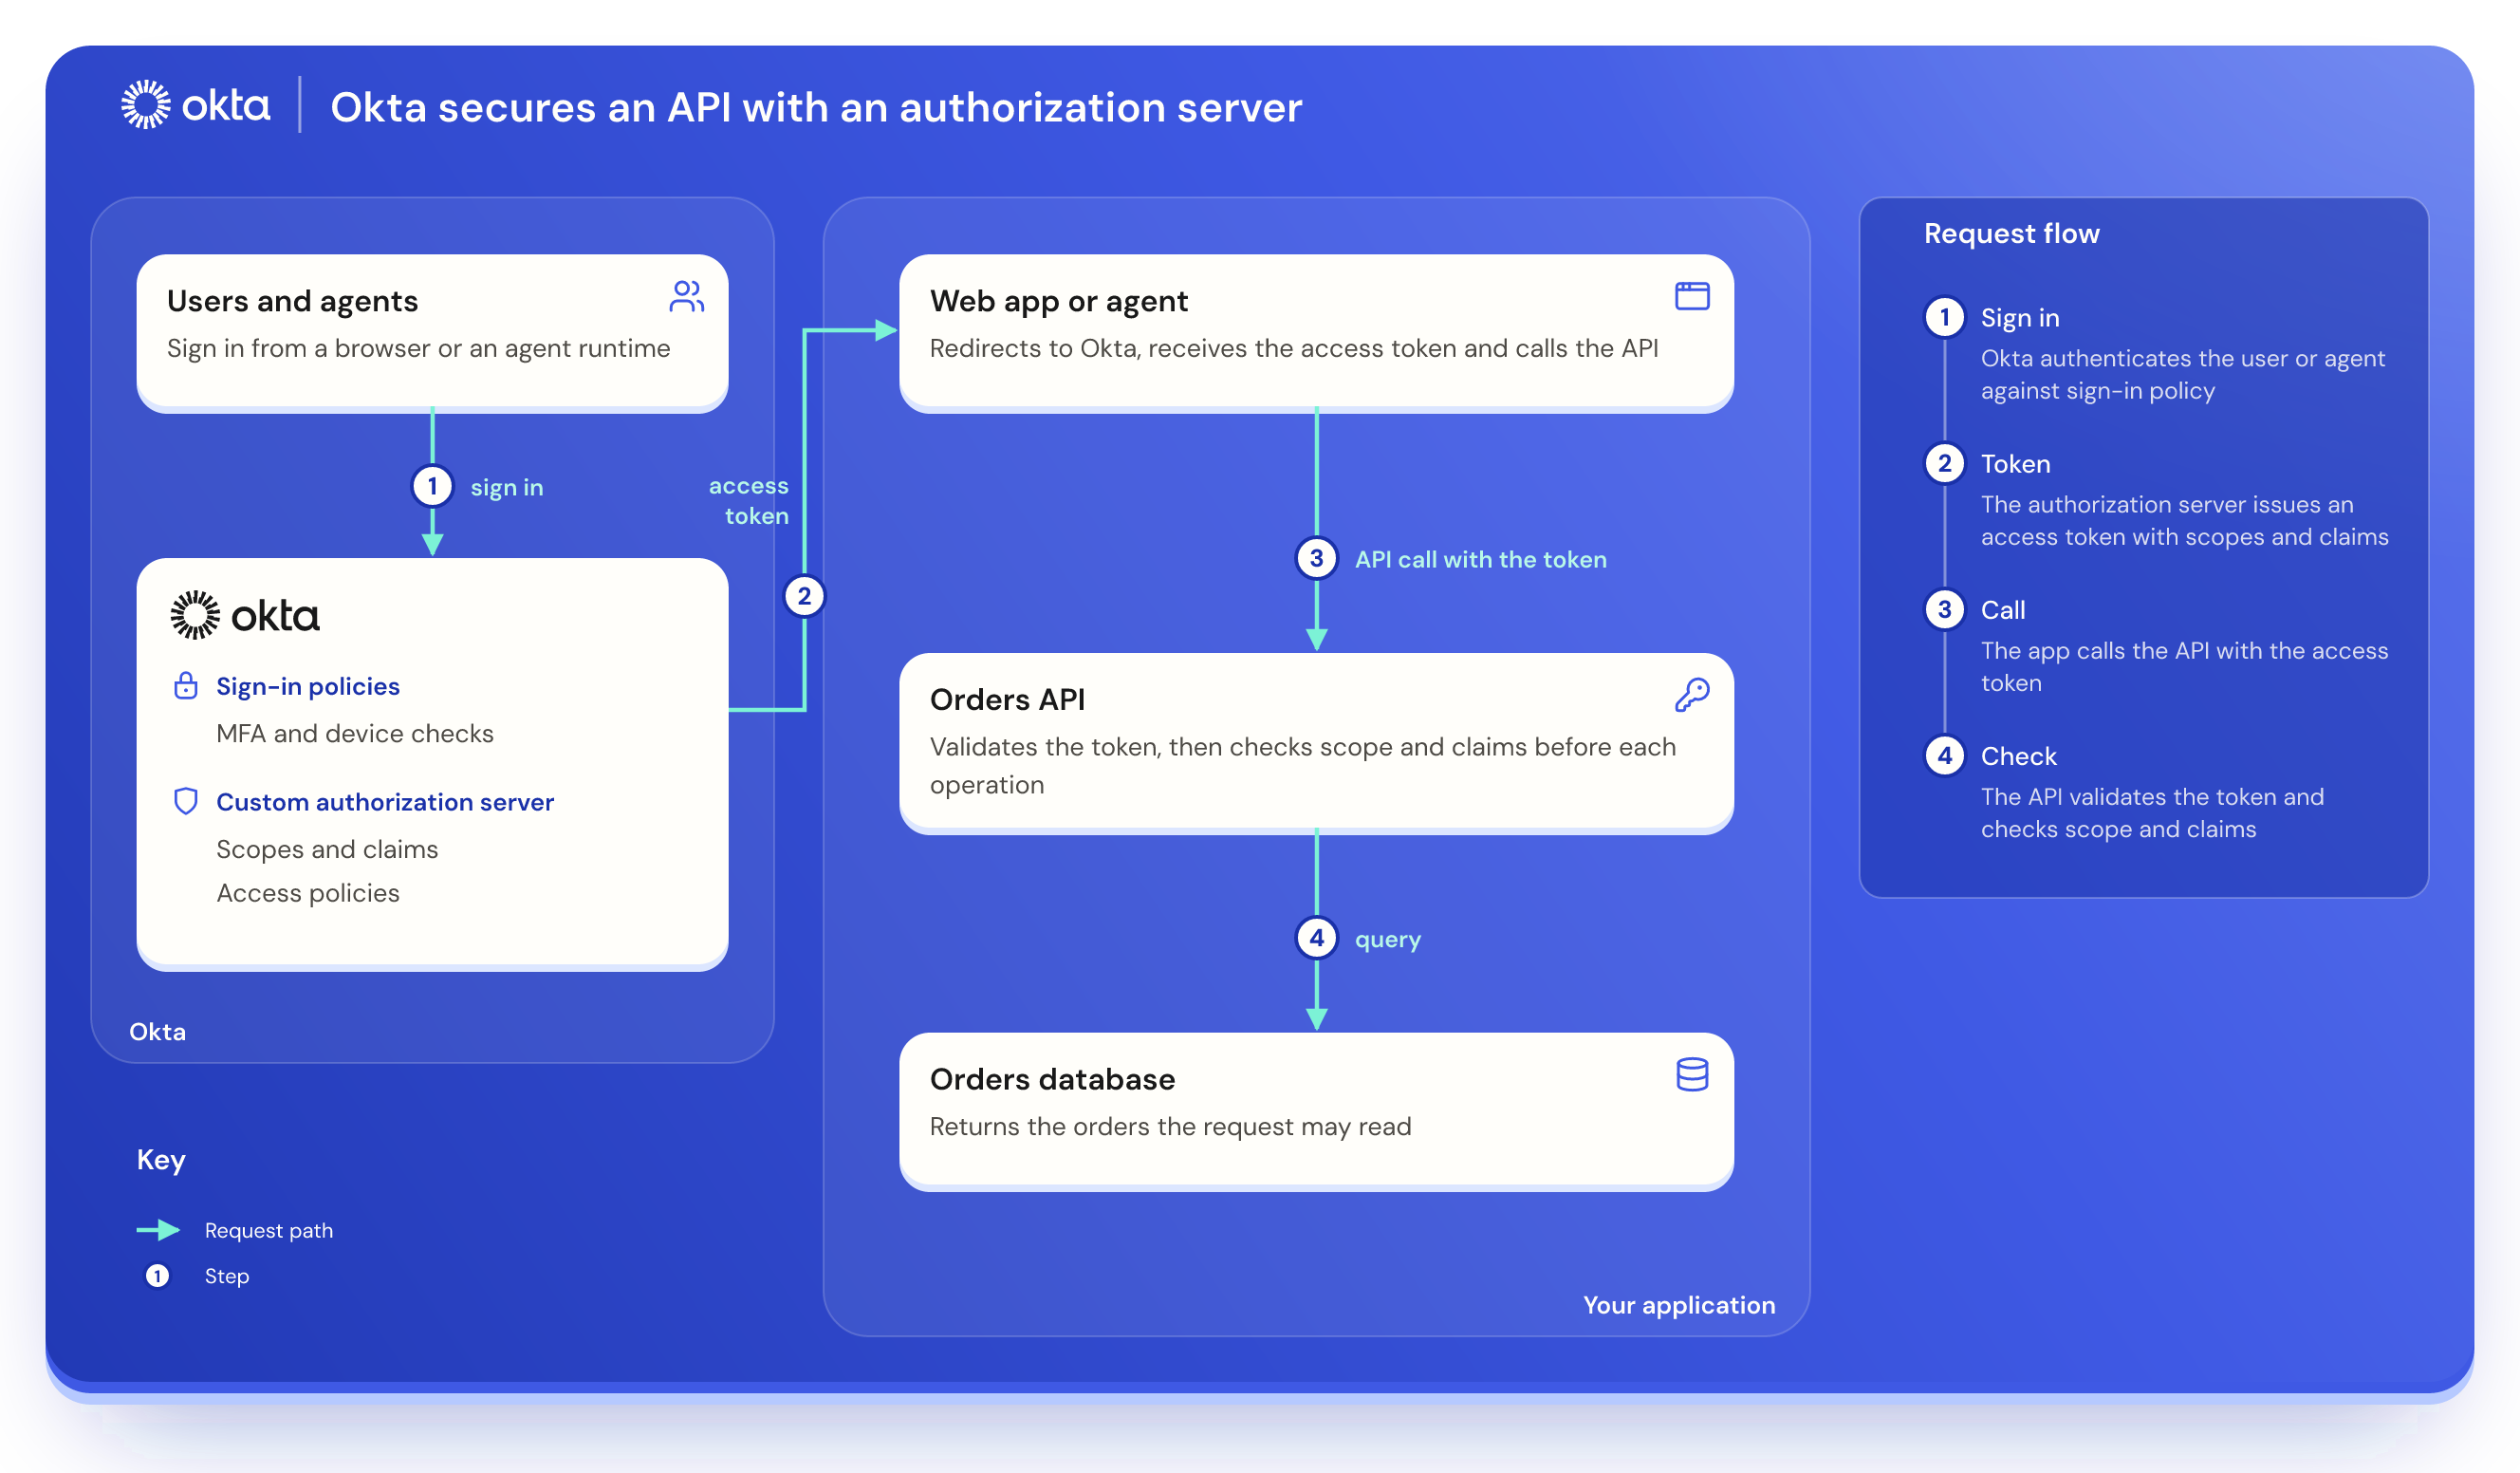 okta
Okta secures an API with an authorization server
Users and agents
Sign in from a browser or an agent runtime
1
sign in
access
token
2
okta
Sign-in policies
MFA and device checks
Custom authorization server
Scopes and claims
Access policies
Okta
Web app or agent
Redirects to Okta, receives the access token and calls the API
3
API call with the token
Orders API
Validates the token, then checks scope and claims before each
operation
4
query
Orders database
Returns the orders the request may read
Your application
Request flow
1
Sign in
Okta authenticates the user or agent
against sign-in policy
2
Token
The authorization server issues an
access token with scopes and claims
3
Call
The app calls the API with the access
token
4
Check
The API validates the token and
checks scope and claims
Key
Request path
1
Step